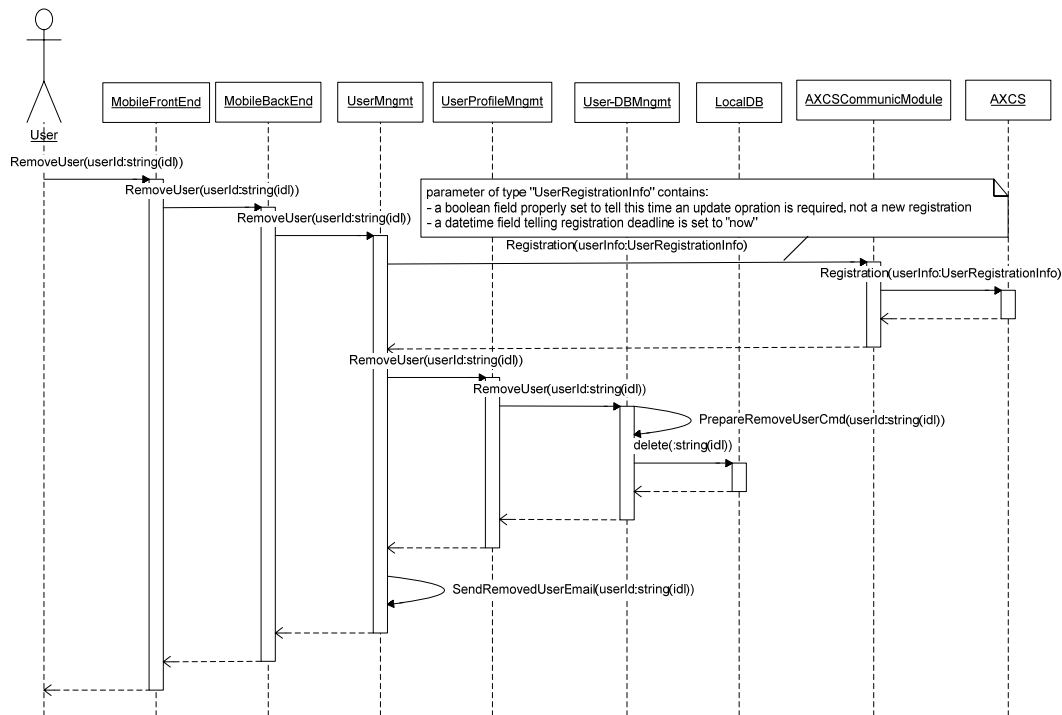 User
MobileFrontEnd
MobileBackEnd
UserMngmt
UserProfileMngmt
User-DBMngmt
LocalDB
AXCSCommunicModule
AXCS
RemoveUser(userId:string(idl))
RemoveUser(userId:string(idl))
RemoveUser(userId:string(idl))
parameter of type "UserRegistrationInfo" contains:
- a boolean field properly set to tell this time an update opration is required, not a new registration
- a datetime field telling registration deadline is set to "now"
Registration(userInfo:UserRegistrationInfo)
Registration(userInfo:UserRegistrationInfo)
RemoveUser(userId:string(idl))
RemoveUser(userId:string(idl))
PrepareRemoveUserCmd(userId:string(idl))
delete(:string(idl))
SendRemovedUserEmail(userId:string(idl))